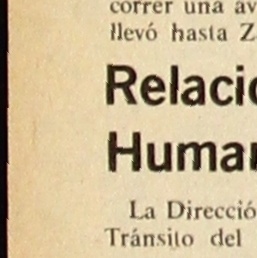 correr una av
llevó hasta Z
Relacio
Human
La Direcció
Tránsito del